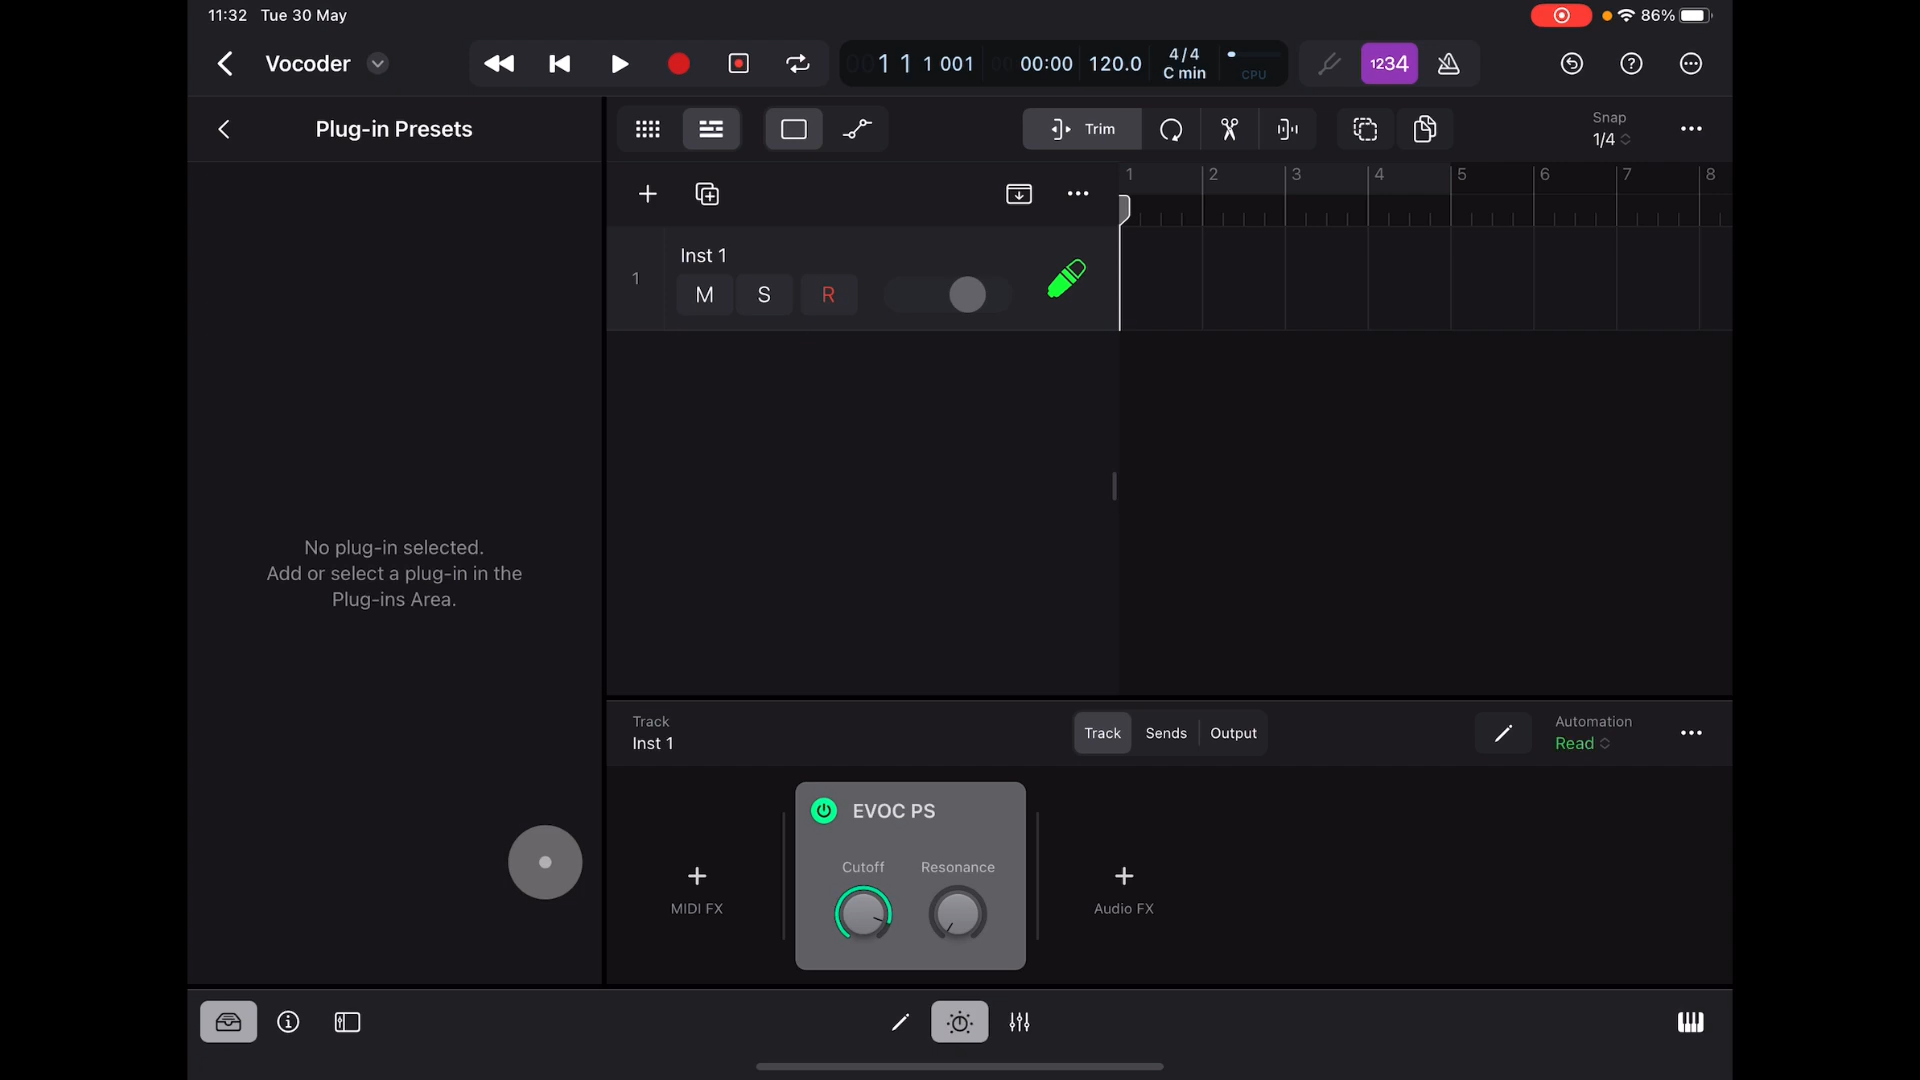 11:32 Tue 30 May
86%
Vocoder
1 1 1 001
00:00
120.0
4/4
C min
CPU
1234
Plug-in Presets
Trim
Snap
1/4
1 2 3 4 5 6 7 8
1
Inst 1
M S R
No plug-in selected.
Add or select a plug-in in the
Plug-ins Area.
Track
Inst 1
Track Sends Output
Automation
Read
EVOC PS
Cutoff Resonance
MIDI FX
Audio FX